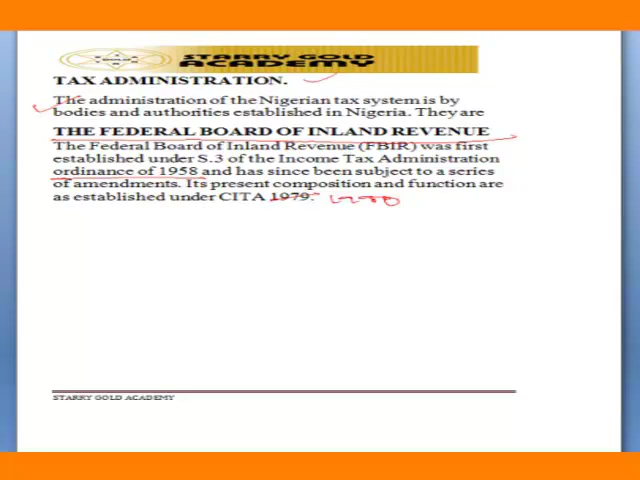 STARRY GOLD
ACADEMY
TAX ADMINISTRATION.
The administration of the Nigerian tax system is by
bodies and authorities established in Nigeria. They are
THE FEDERAL BOARD OF INLAND REVENUE
The Federal Board of Inland Revenue (FBIR) was first
established under S.3 of the Income Tax Administration
ordinance of 1958 and has since been subject to a series
of amendments. Its present composition and function are
as established under CITA 1979.
STARRY GOLD ACADEMY